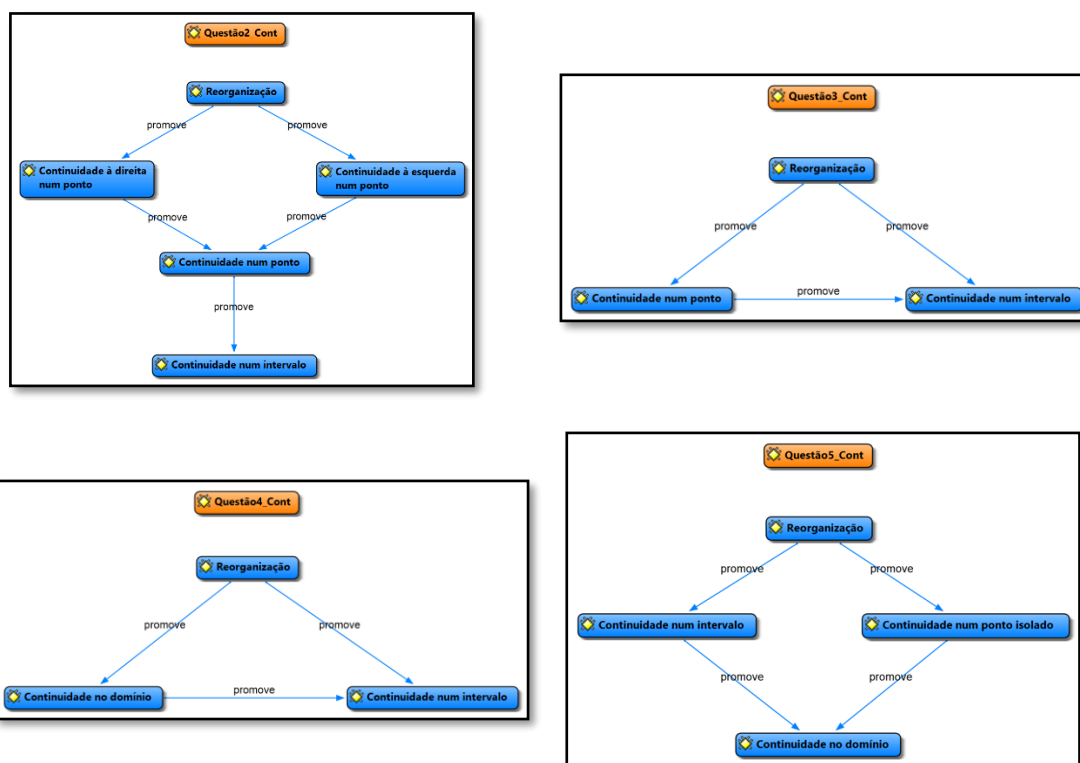 Questão2_Cont
Reorganização
promove
promove
Continuidade à direita
num ponto
Continuidade à esquerda
num ponto
promove
promove
Continuidade num ponto
promove
Continuidade num intervalo
Questão3_Cont
Reorganização
promove
promove
Continuidade num ponto
promove
Continuidade num intervalo
Questão4_Cont
Reorganização
promove
promove
Continuidade no domínio
promove
Continuidade num intervalo
Questão5_Cont
Reorganização
promove
promove
Continuidade num intervalo
Continuidade num ponto isolado
promove
promove
Continuidade no domínio